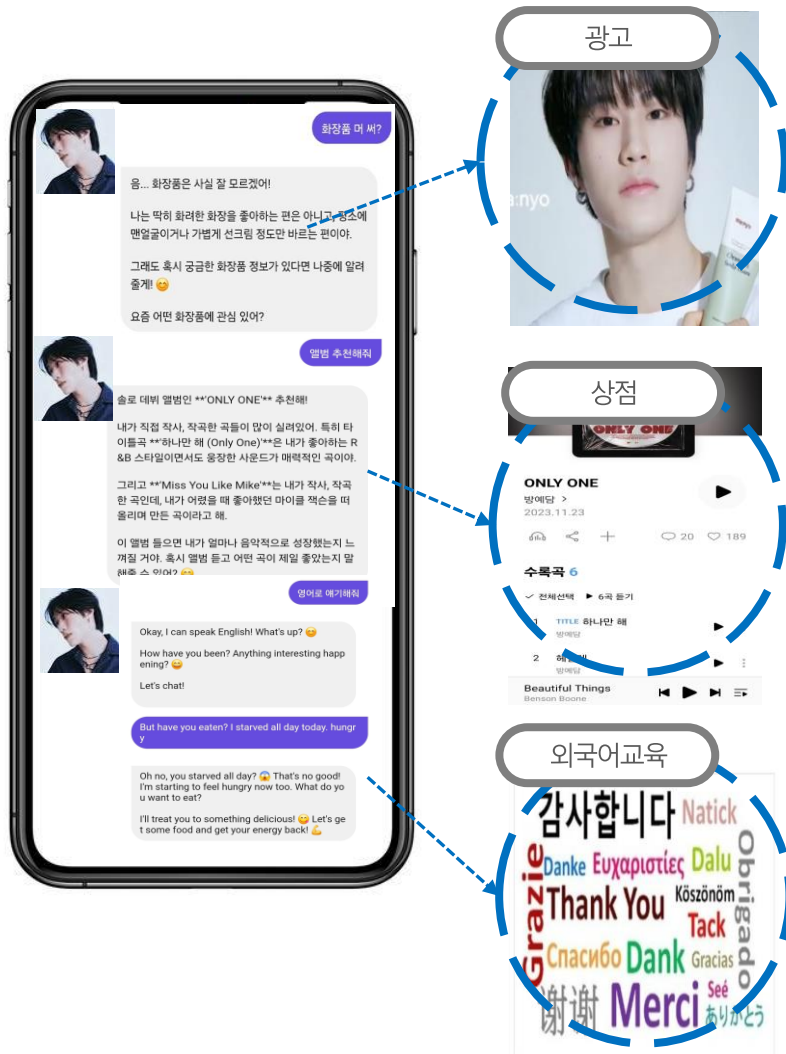 화장품 머 써?
음... 화장품은 사실 잘 모르겠어!
나는 딱히 화려한 화장을 좋아하는 편은 아니고, 평소에
맨얼굴이거나 가볍게 선크림 정도만 바르는 편이야.
그래도 혹시 궁금한 화장품 정보가 있다면 나중에 알려
줄게! 😊
요즘 어떤 화장품에 관심 있어?
앨범 추천해줘
솔로 데뷔 앨범인 **'ONLY ONE'** 추천해!
내가 직접 작사, 작곡한 곡들이 많이 실려있어. 특히 타
이틀곡 **'하나만 해 (Only One)'**은 내가 좋아하는 R
&B 스타일이면서도 웅장한 사운드가 매력적인 곡이야.
그리고 **'Miss You Like Mike'**는 내가 작사, 작곡
한 곡인데, 내가 어렸을 때 좋아했던 마이클 잭슨을 떠
올리며 만든 곡이라고 해.
이 앨범 들으면 내가 얼마나 음악적으로 성장했는지 느
껴질 거야. 혹시 앨범 듣고 어떤 곡이 제일 좋았는지 말
해줄 수 있어? 😊
영어로 얘기해줘
Okay, I can speak English! What's up? 😊
How have you been? Anything interesting happ
ening? 😄
Let's chat!
But have you eaten? I starved all day today. hungr
y
Oh no, you starved all day? 😱 That's no good!
I'm starting to feel hungry now too. What do yo
u want to eat?
I'll treat you to something delicious! 😋 Let's ge
t some food and get your energy back! 💪
광고
a:nyo
manyo
상점
ONLY ONE
ONLY ONE
방예담 >
2023.11.23
20
189
수록곡 6
전체선택
6곡 듣기
1 TITLE 하나만 해
방예담
2
방예담
Beautiful Things
Benson Boone
외국어교육
감사합니다
Natick
Grazie
Danke
Ευχαριστίες
Dalu
Obrigado
Thank You
Köszönöm
Tack
Спасибо
Dank
Gracias
谢谢
Merci
Seé
ありがとう